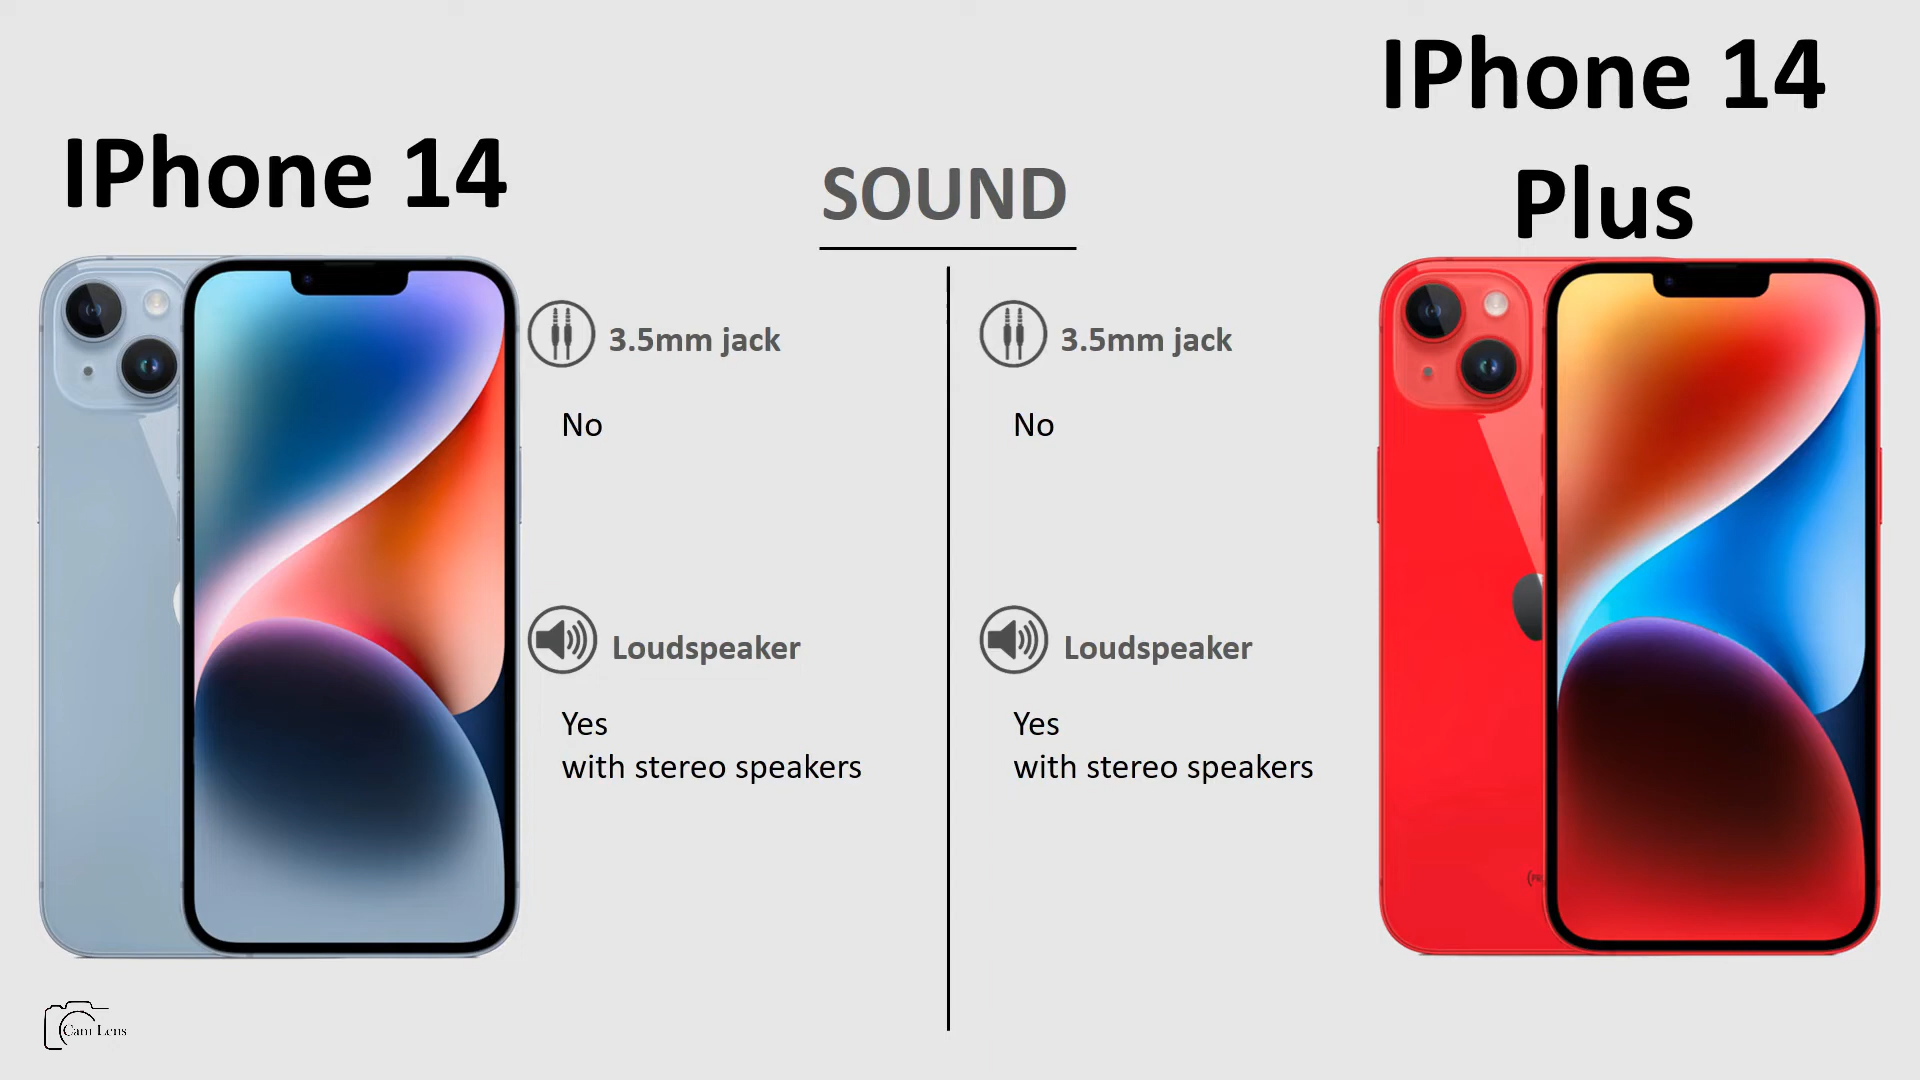 IPhone 14
SOUND
IPhone 14
Plus
3.5mm jack
No
Loudspeaker
Yes
with stereo speakers
3.5mm jack
No
Loudspeaker
Yes
with stereo speakers
Cam Lens